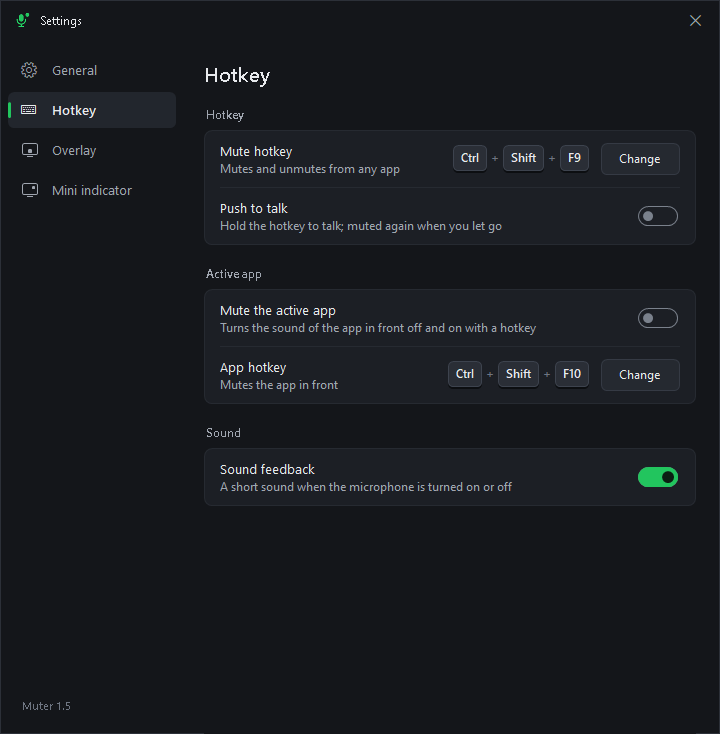 Settings
General
Hotkey
Overlay
Mini indicator
Hotkey
Hotkey
Mute hotkey
Mutes and unmutes from any app
Ctrl + Shift + F9
Change
Push to talk
Hold the hotkey to talk; muted again when you let go
Active app
Mute the active app
Turns the sound of the app in front off and on with a hotkey
App hotkey
Mutes the app in front
Ctrl + Shift + F10
Change
Sound
Sound feedback
A short sound when the microphone is turned on or off
Muter 1.5